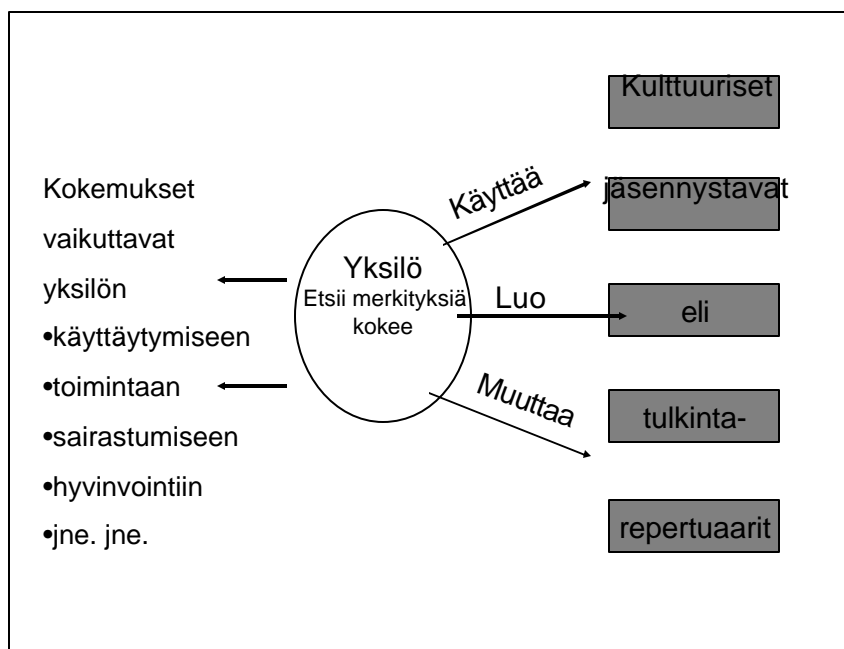 Kokemukset
vaikuttavat
yksilön
•käyttäytymiseen
•toimintaan
•sairastumiseen
•hyvinvointiin
•jne. jne.
Yksilö
Etsii merkityksiä
kokee
Käyttää
Luo
Muuttaa
Kulttuuriset
jäsennystavat
eli
tulkinta-
repertuaarit